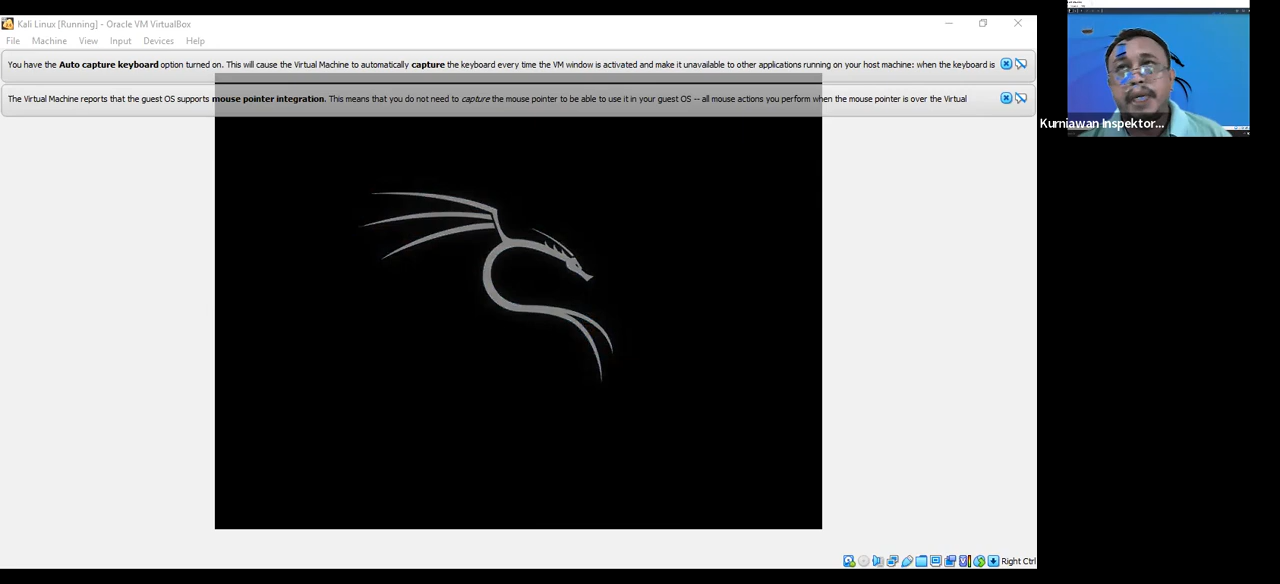 Kali Linux [Running] - Oracle VM VirtualBox
File Machine View Input Devices Help
You have the Auto capture keyboard option turned on. This will cause the Virtual Machine to automatically capture the keyboard every time the VM window is activated and make it unavailable to other applications running on your host machine: when the keyboard is
The Virtual Machine reports that the guest OS supports mouse pointer integration. This means that you do not need to capture the mouse pointer to be able to use it in your guest OS -- all mouse actions you perform when the mouse pointer is over the Virtual
Kurniawan Inspektor...
Right Ctrl